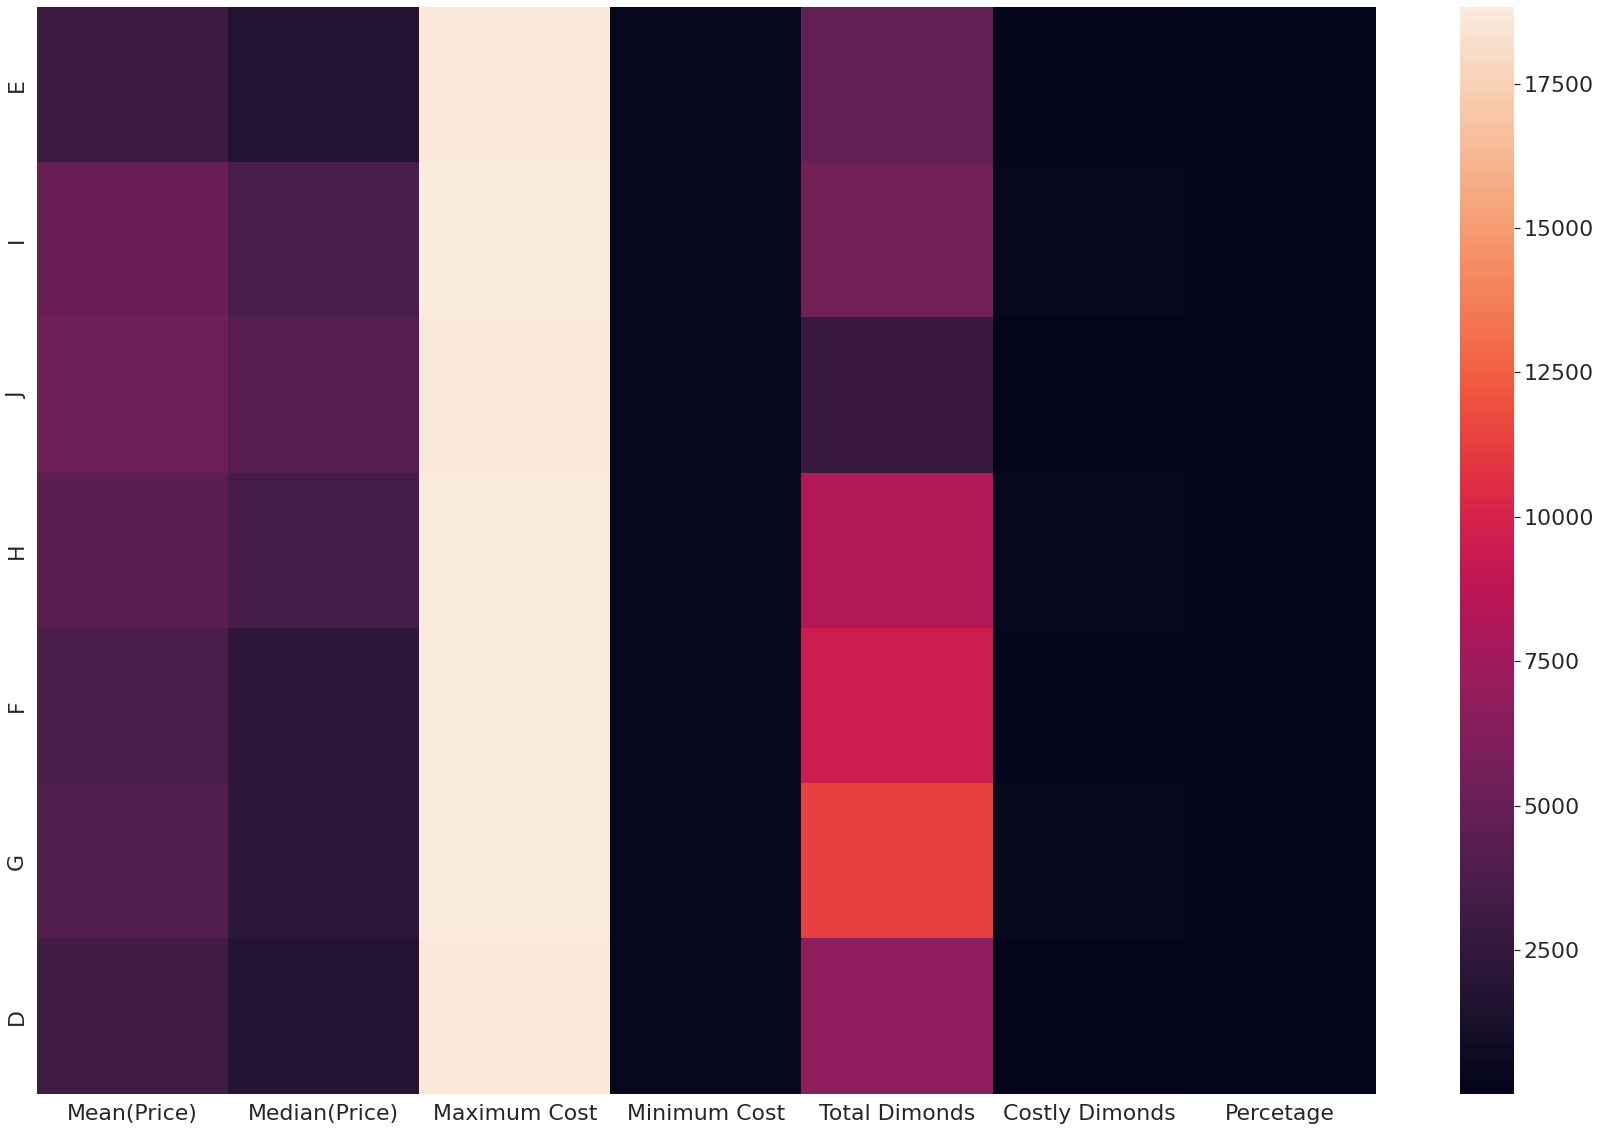 E
I
J
H
F
G
D
Mean(Price) Median(Price) Maximum Cost Minimum Cost Total Dimonds Costly Dimonds Percetage
17500
15000
12500
10000
7500
5000
2500